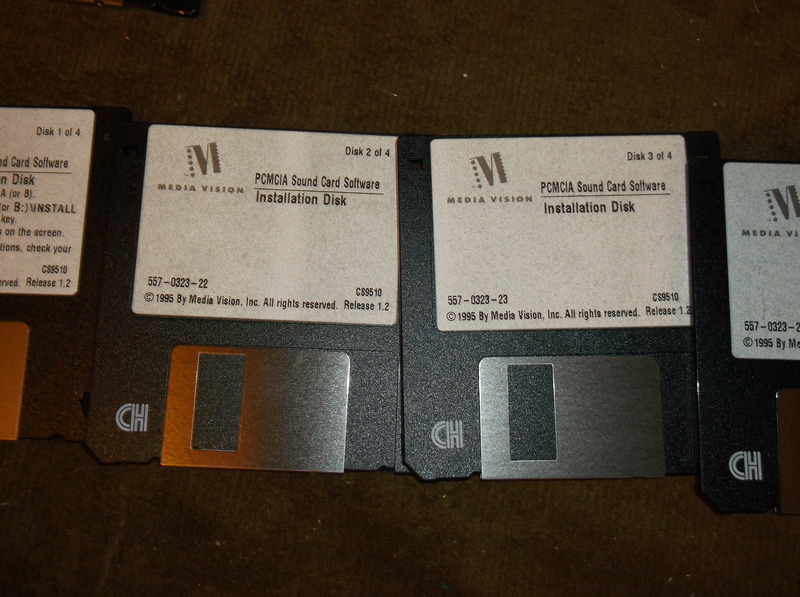 Disk 1 of 4
nd Card Software
n Disk
A (or B).
or B:)\INSTALL
key.
s on the screen.
tions, check your
CS9510
erved. Release 1.2
M
MEDIA VISION
Disk 2 of 4
PCMCIA Sound Card Software
Installation Disk
557-0323-22
CS9510
©1995 By Media Vision, Inc. All rights reserved. Release 1.2
CH
M
MEDIA VISION
Disk 3 of 4
PCMCIA Sound Card Software
Installation Disk
557-0323-23
CS9510
©1995 By Media Vision, Inc. All rights reserved. Release 1.2
CH
M
MEDIA VI
557-0323-2
©1995 By Me
CH